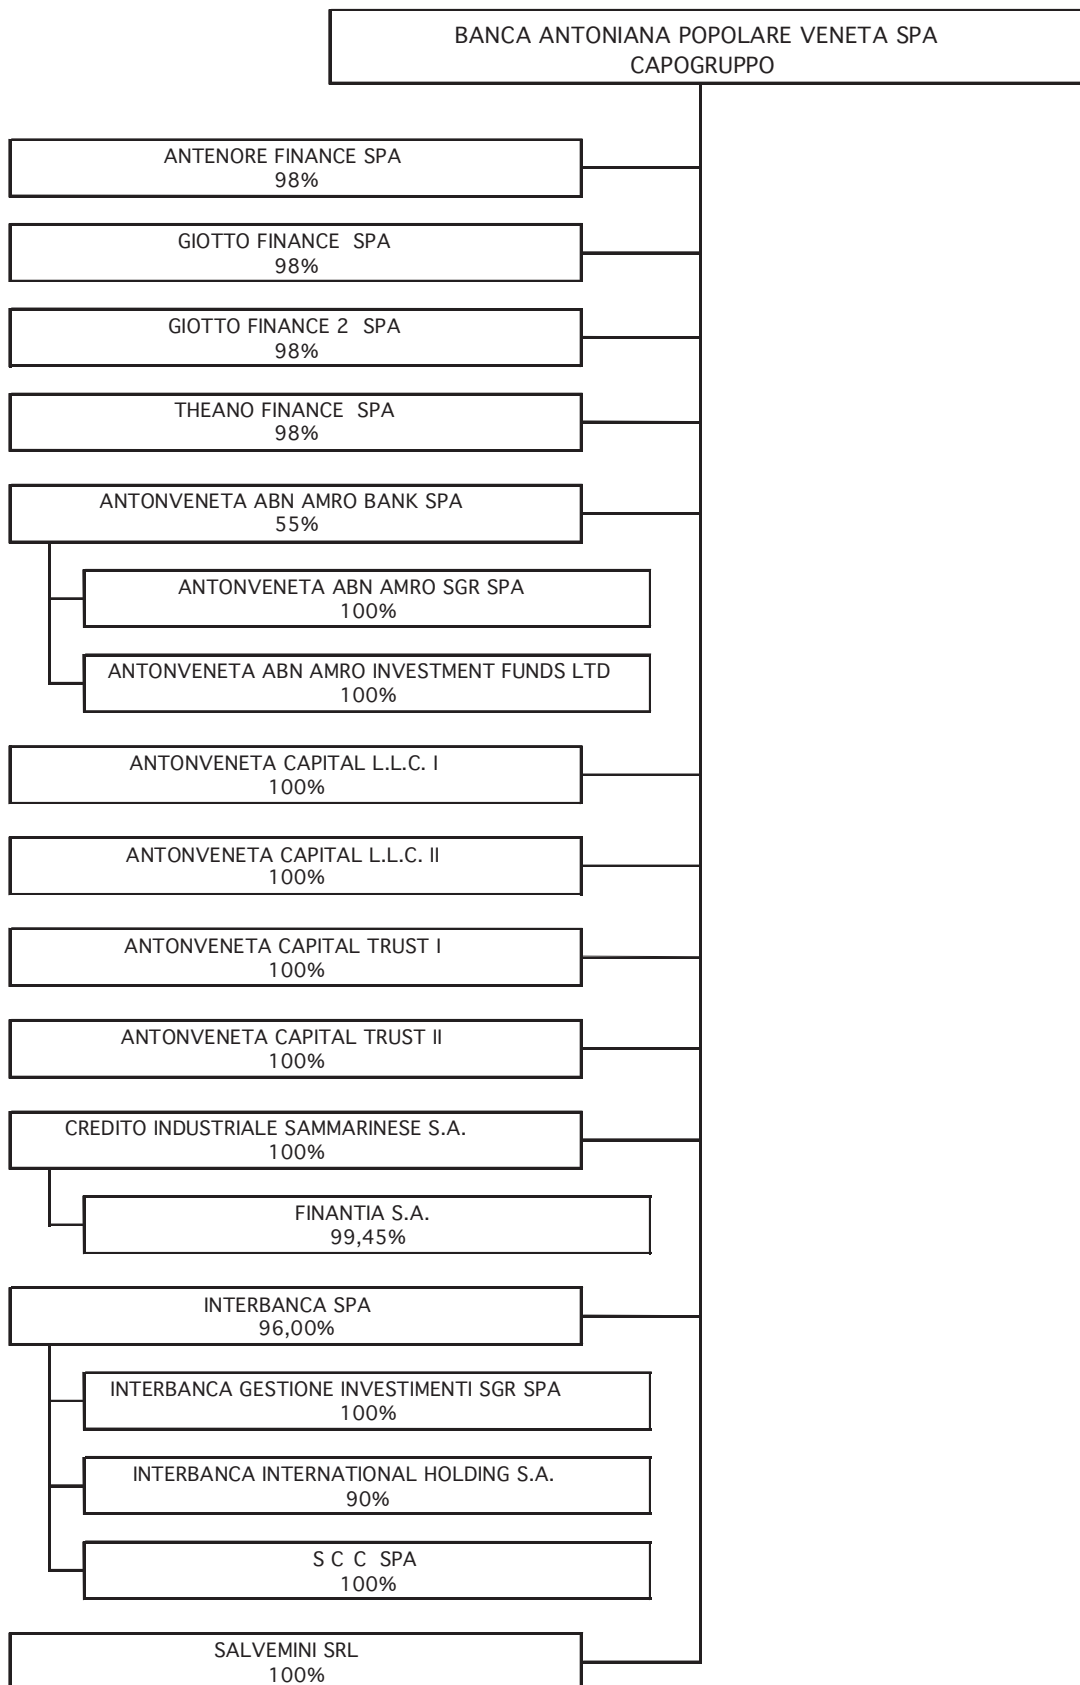 BANCA ANTONIANA POPOLARE VENETA SPA
CAPOGRUPPO
ANTENORE FINANCE SPA
98%
GIOTTO FINANCE SPA
98%
GIOTTO FINANCE 2 SPA
98%
THEANO FINANCE SPA
98%
ANTONVENETA ABN AMRO BANK SPA
55%
ANTONVENETA ABN AMRO SGR SPA
100%
ANTONVENETA ABN AMRO INVESTMENT FUNDS LTD
100%
ANTONVENETA CAPITAL L.L.C. I
100%
ANTONVENETA CAPITAL L.L.C. II
100%
ANTONVENETA CAPITAL TRUST I
100%
ANTONVENETA CAPITAL TRUST II
100%
CREDITO INDUSTRIALE SAMMARINESE S.A.
100%
FINANTIA S.A.
99,45%
INTERBANCA SPA
96,00%
INTERBANCA GESTIONE INVESTIMENTI SGR SPA
100%
INTERBANCA INTERNATIONAL HOLDING S.A.
90%
S C C SPA
100%
SALVEMINI SRL
100%